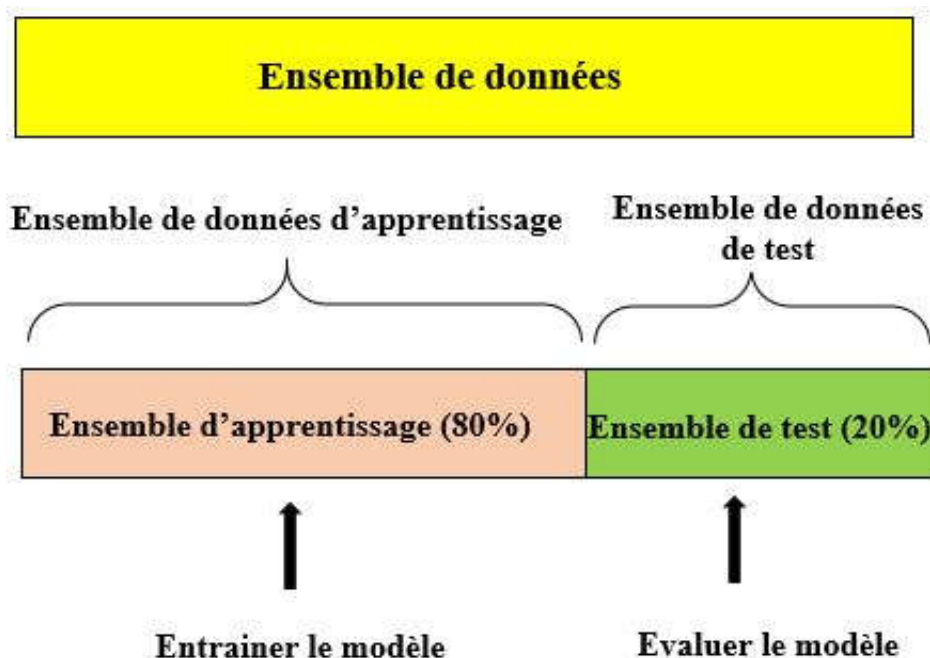 Ensemble de données
Ensemble de données d’apprentissage
Ensemble de données
de test
Ensemble d’apprentissage (80%)
Ensemble de test (20%)
Entrainer le modèle
Evaluer le modèle